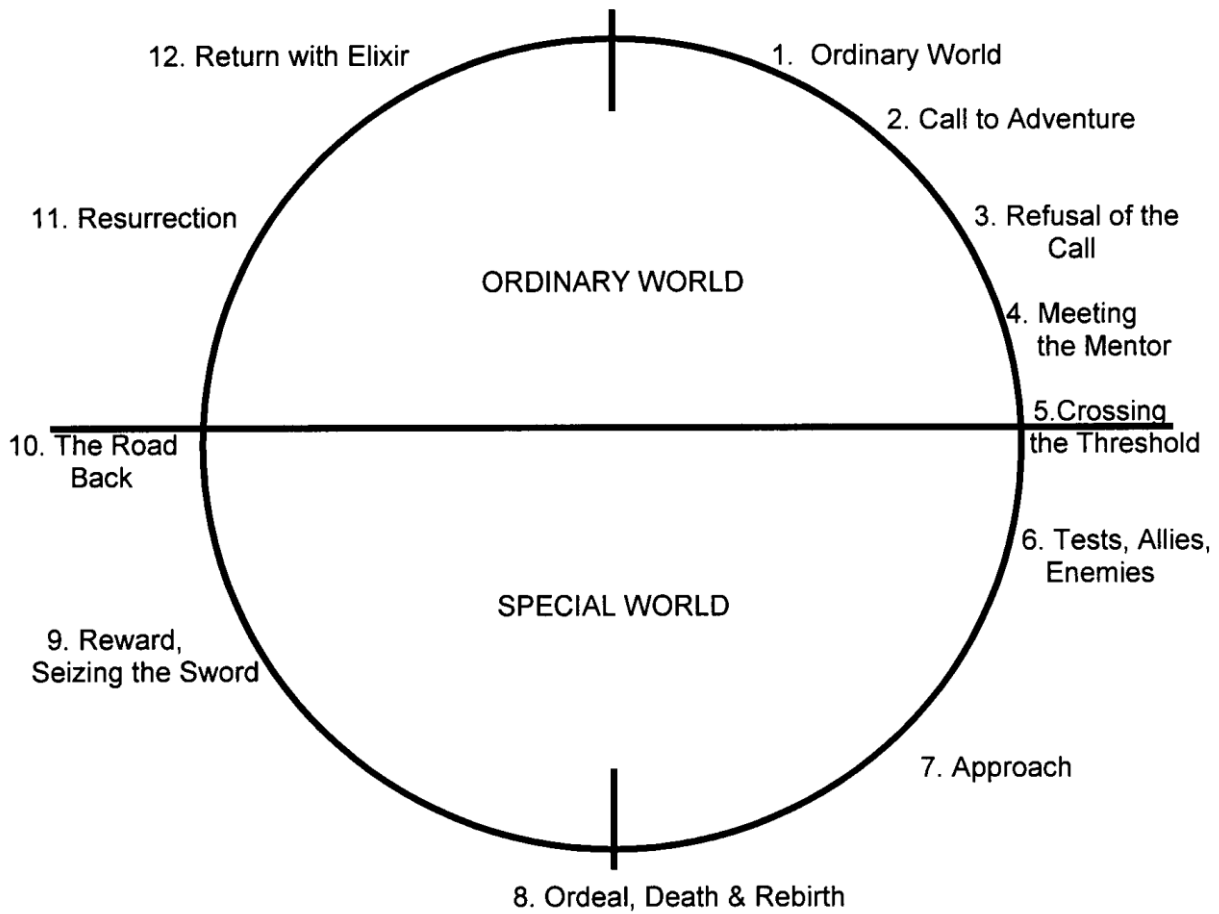 12. Return with Elixir
1. Ordinary World
2. Call to Adventure
11. Resurrection
3. Refusal of the
Call
ORDINARY WORLD
4. Meeting
the Mentor
5.Crossing
the Threshold
10. The Road
Back
6. Tests, Allies,
Enemies
SPECIAL WORLD
9. Reward,
Seizing the Sword
7. Approach
8. Ordeal, Death & Rebirth